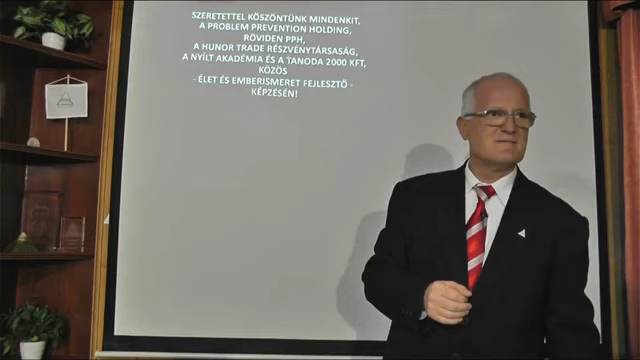 SZERETETTEL KÖSZÖNTÜNK MINDENKIT,
A PROBLEM PREVENTION HOLDING,
RÖVIDEN PPH,
A HUNOR TRADE RÉSZVÉNYTÁRSASÁG,
A NYÍLT AKADÉMIA ÉS A TANODA 2000 KFT,
KÖZÖS
- ÉLET ÉS EMBERISMERET FEJLESZTŐ -
KÉPZÉSÉN!